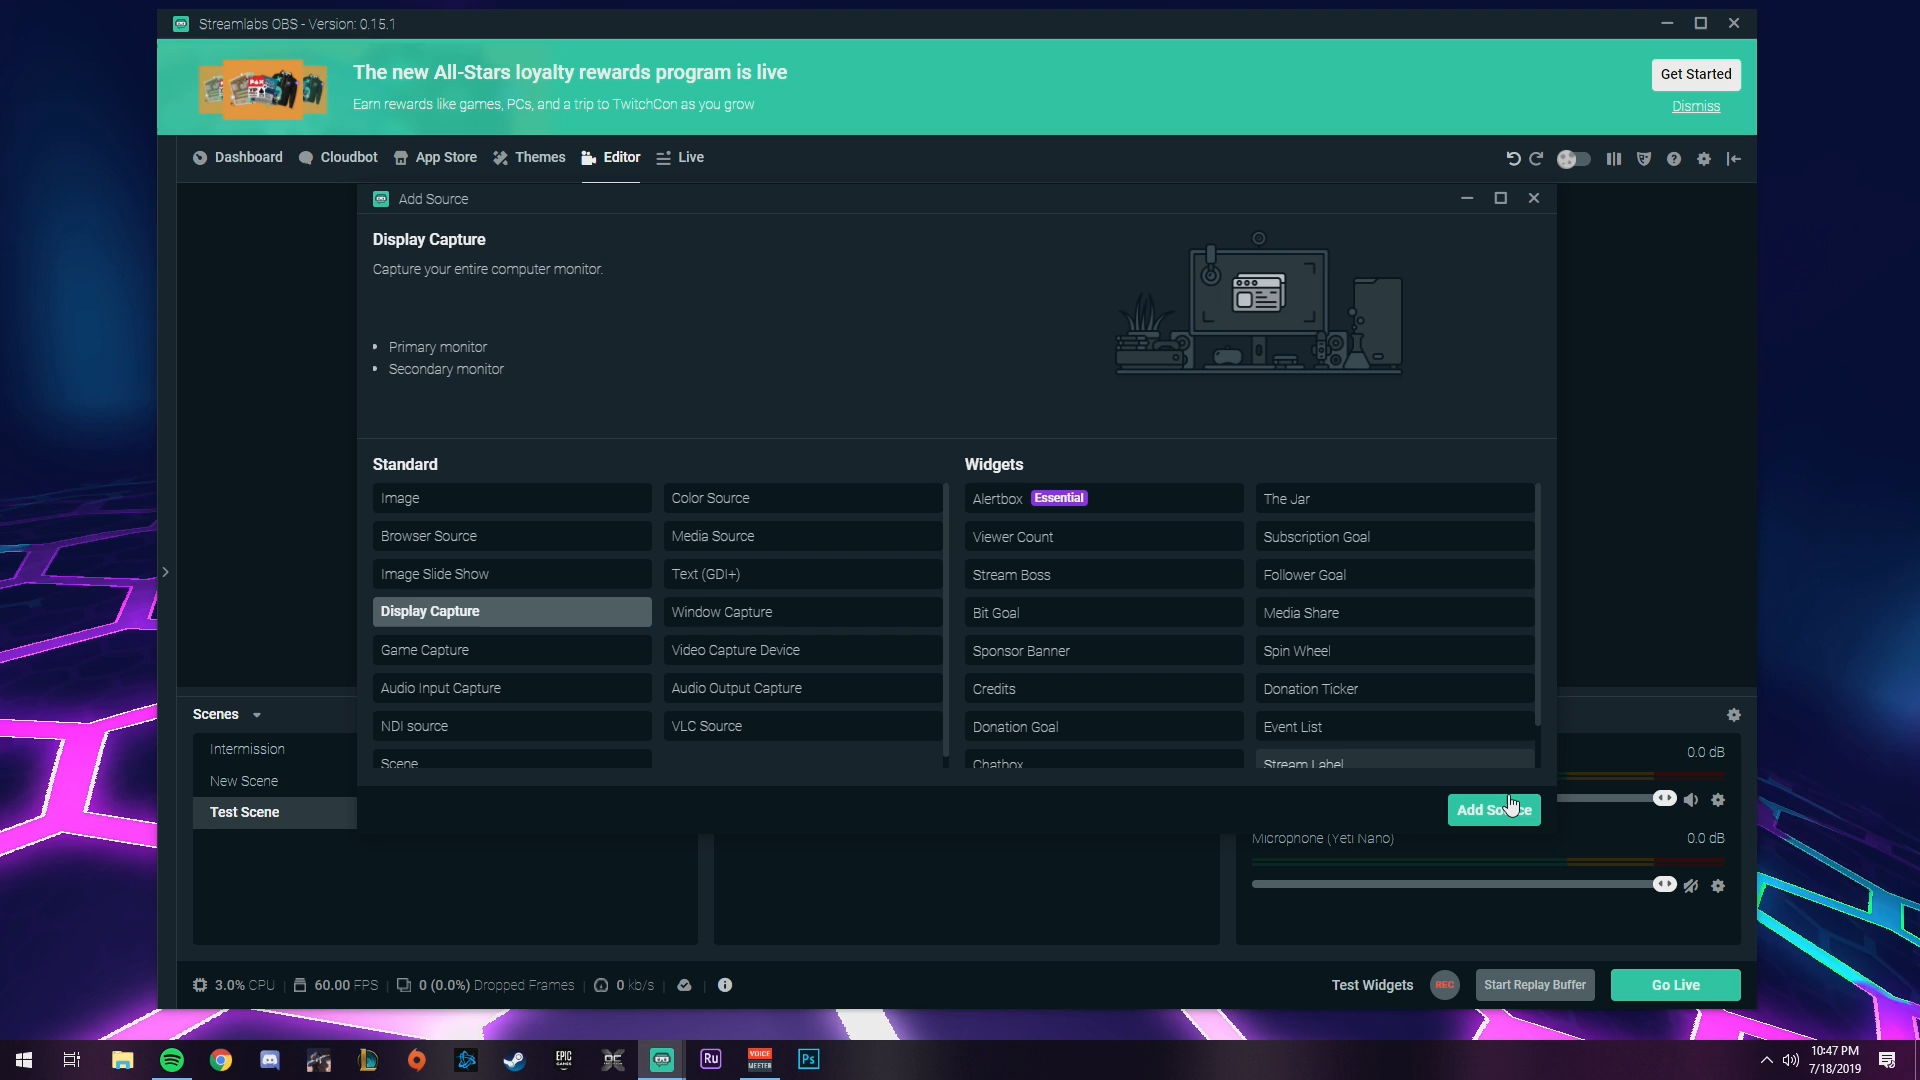 Streamlabs OBS - Version: 0.15.1
The new All-Stars loyalty rewards program is live
Earn rewards like games, PCs, and a trip to TwitchCon as you grow
Get Started
Dismiss
Dashboard
Cloudbot
App Store
Themes
Editor
Live
Add Source
Display Capture
Capture your entire computer monitor.
• Primary monitor
• Secondary monitor
Standard
Image
Color Source
Browser Source
Media Source
Image Slide Show
Text (GDI+)
Display Capture
Window Capture
Game Capture
Video Capture Device
Audio Input Capture
Audio Output Capture
NDI source
VLC Source
Scene
Widgets
Alertbox Essential
The Jar
Viewer Count
Subscription Goal
Stream Boss
Follower Goal
Bit Goal
Media Share
Sponsor Banner
Spin Wheel
Credits
Donation Ticker
Donation Goal
Event List
Chatbox
Stream Label
Add Source
Scenes
Intermission
New Scene
Test Scene
0.0 dB
Microphone (Yeti Nano)
0.0 dB
3.0% CPU
60.00 FPS
0 (0.0%) Dropped Frames
0 kb/s
Test Widgets
REC
Start Replay Buffer
Go Live
EPIC
GAMES
Ru
VOICE
MEETER
Ps
10:47 PM
7/18/2019